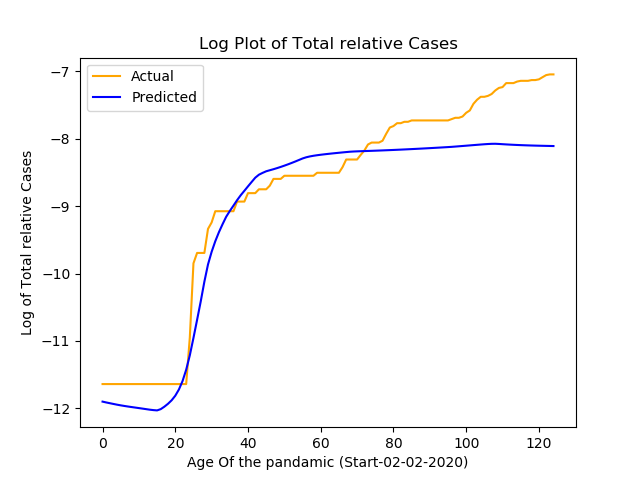 Log Plot of Total relative Cases
Actual
Predicted
Log of Total relative Cases
−7
−8
−9
−10
−11
−12
0
20
40
60
80
100
120
Age Of the pandamic (Start-02-02-2020)